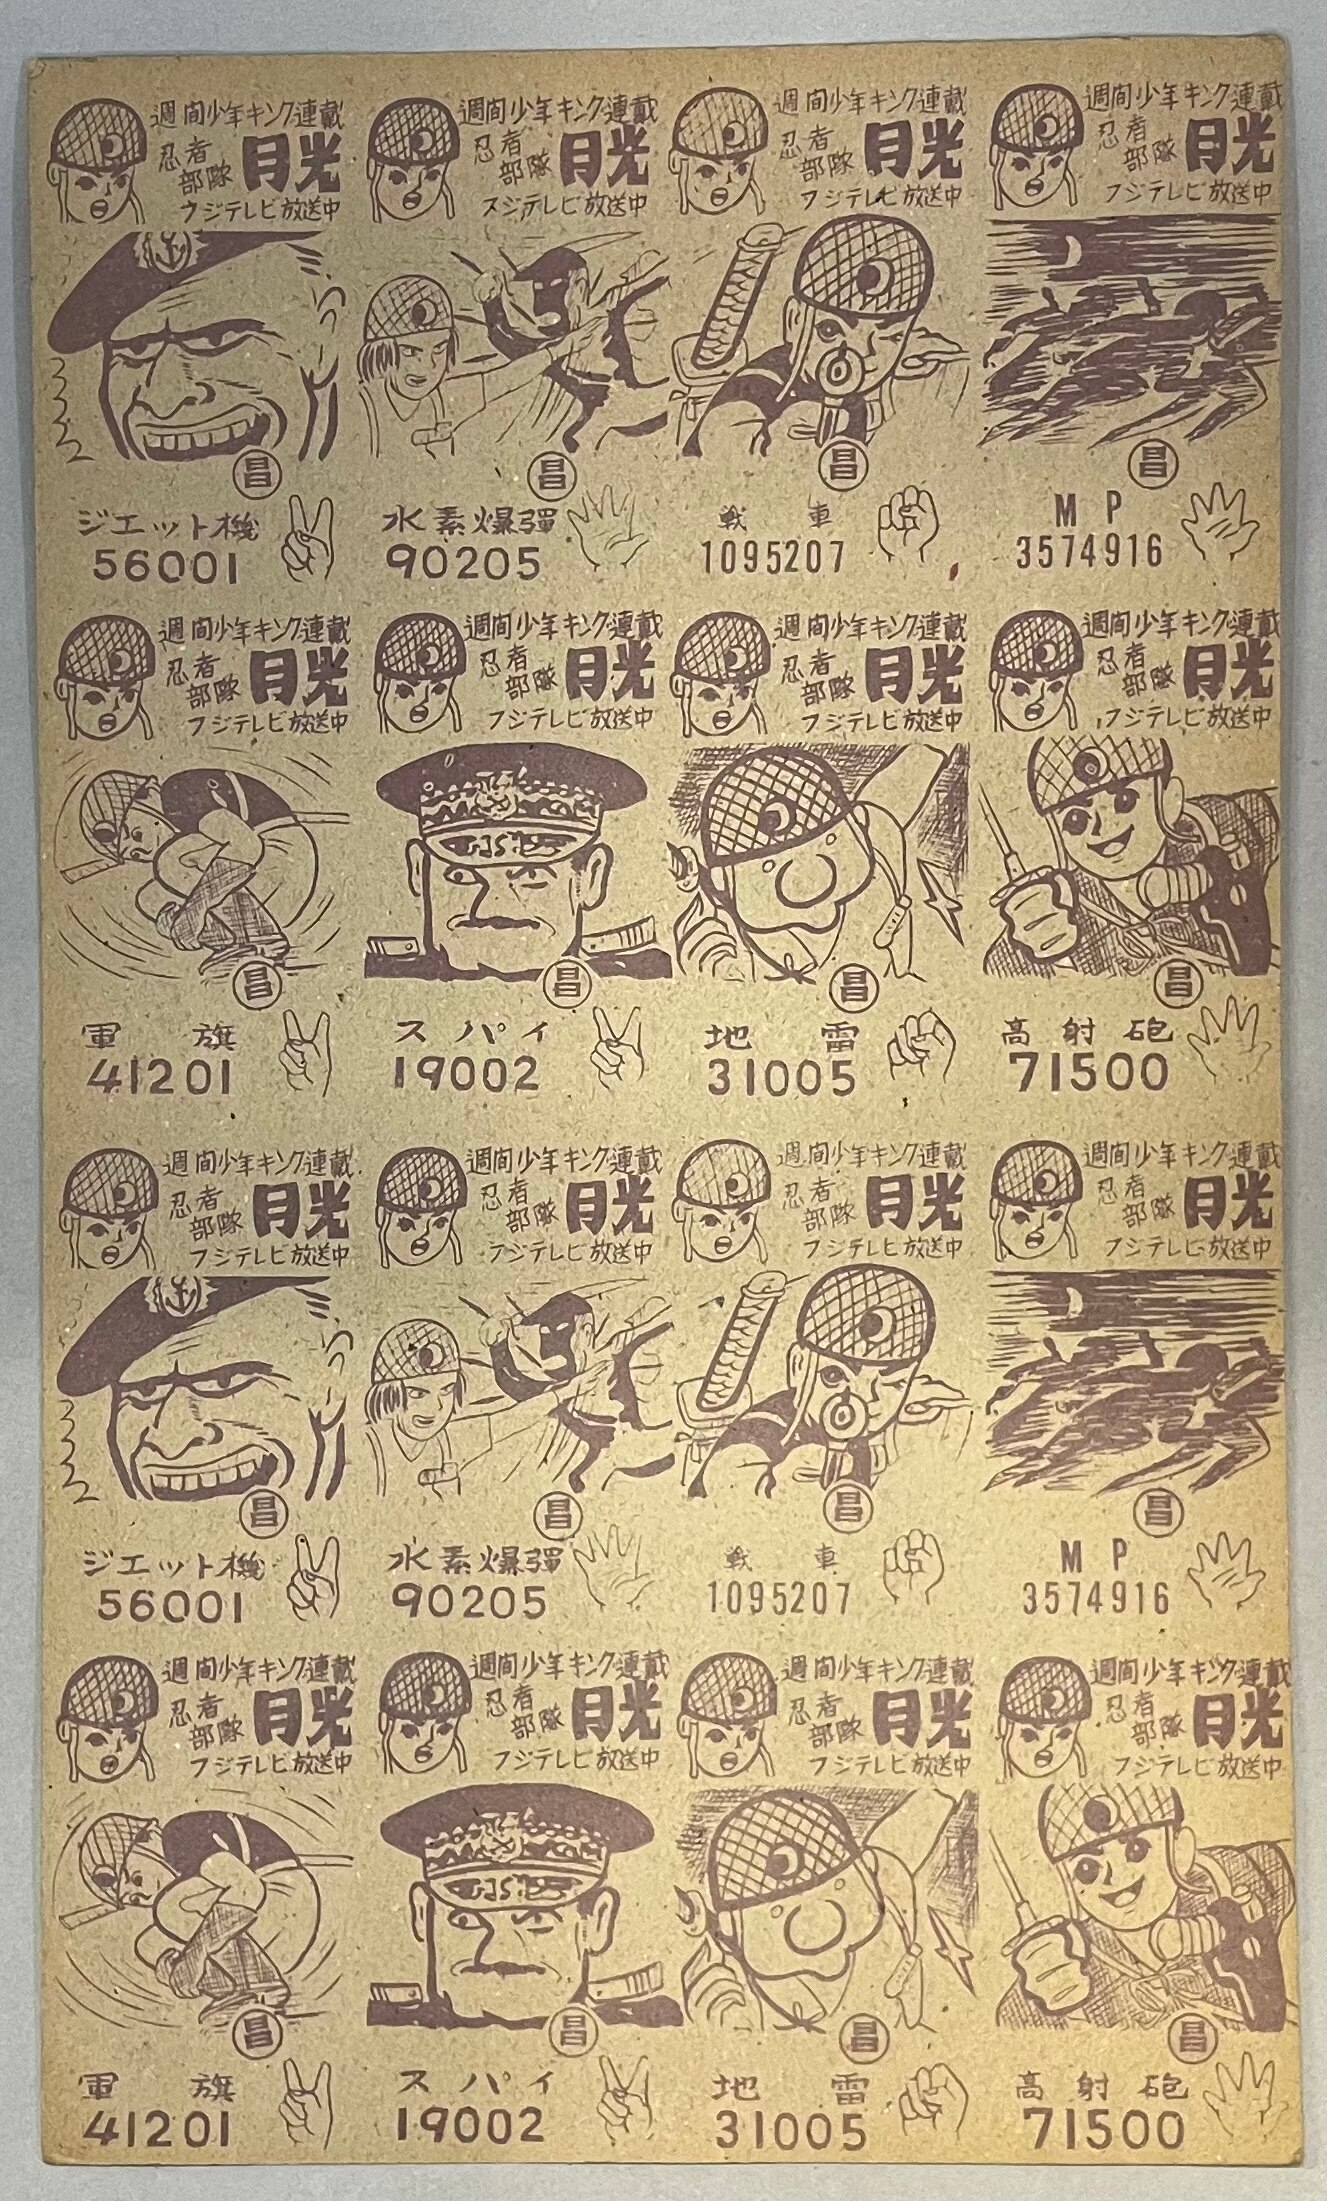 週間少年キング連載
忍者
部隊
月光
フジテレビ放送中
昌
ジェット機
56001
週間少年キング連載
忍者
部隊
月光
フジテレビ放送中
昌
水素爆彈
90205
週間少年キング連載
忍者
部隊
月光
フジテレビ放送中
昌
戦車
1095207
週間少年キング連載
忍者
部隊
月光
フジテレビ放送中
昌
MP
3574916
週間少年キング連載
忍者
部隊
月光
フジテレビ放送中
昌
軍旗
41201
週間少年キング連載
忍者
部隊
月光
フジテレビ放送中
昌
スパイ
19002
週間少年キング連載
忍者
部隊
月光
フジテレビ放送中
昌
地雷
31005
週間少年キング連載
忍者
部隊
月光
フジテレビ放送中
昌
高射砲
71500
週間少年キング連載
忍者
部隊
月光
フジテレビ放送中
昌
ジェット機
56001
週間少年キング連載
忍者
部隊
月光
フジテレビ放送中
昌
水素爆彈
90205
週間少年キング連載
忍者
部隊
月光
フジテレビ放送中
昌
戦車
1095207
週間少年キング連載
忍者
部隊
月光
フジテレビ放送中
昌
MP
3574916
週間少年キング連載
忍者
部隊
月光
フジテレビ放送中
昌
軍旗
41201
週間少年キング連載
忍者
部隊
月光
フジテレビ放送中
昌
スパイ
19002
週間少年キング連載
忍者
部隊
月光
フジテレビ放送中
昌
地雷
31005
週間少年キング連載
忍者
部隊
月光
フジテレビ放送中
昌
高射砲
71500